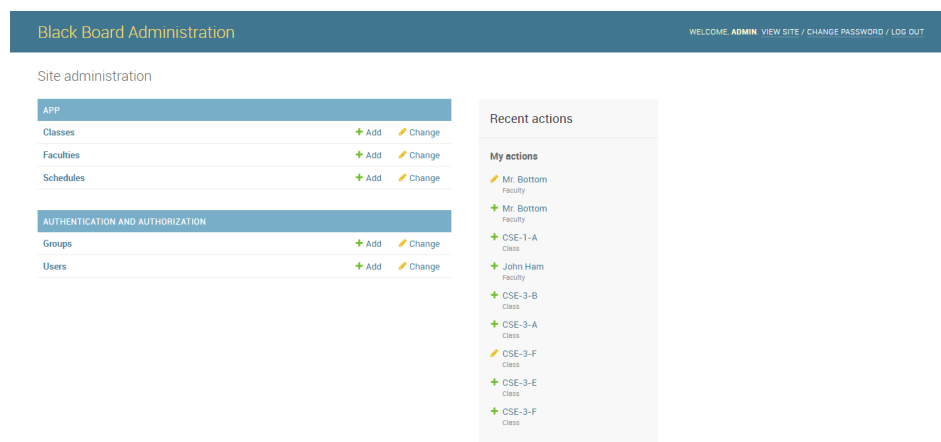 Black Board Administration
WELCOME, ADMIN. VIEW SITE / CHANGE PASSWORD / LOG OUT
Site administration
APP
Classes + Add Change
Faculties + Add Change
Schedules + Add Change
AUTHENTICATION AND AUTHORIZATION
Groups + Add Change
Users + Add Change
Recent actions
My actions
Mr. Bottom
Faculty
+ Mr. Bottom
Faculty
+ CSE-1-A
Class
+ John Ham
Faculty
+ CSE-3-B
Class
+ CSE-3-A
Class
CSE-3-F
Class
+ CSE-3-E
Class
+ CSE-3-F
Class